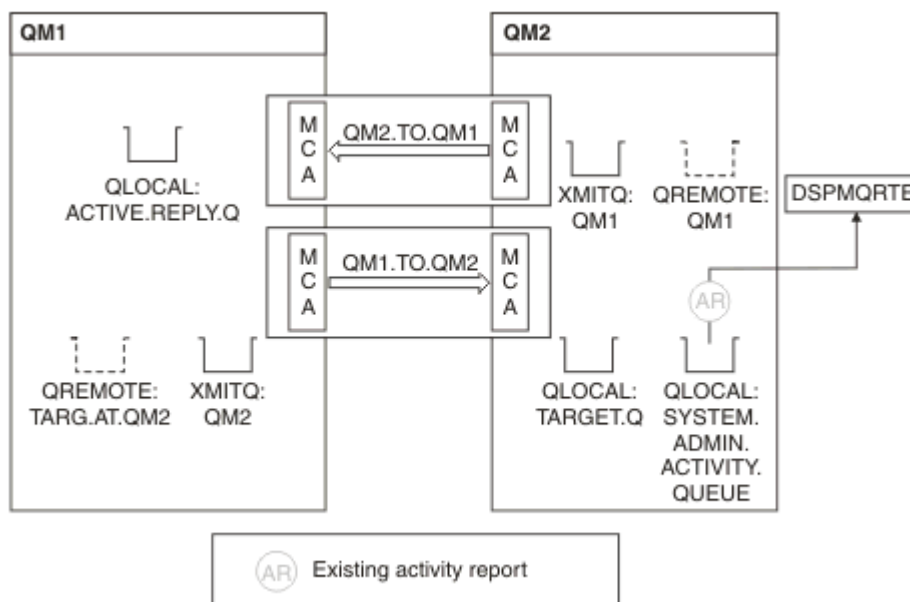 QM1
QM2
M
C
A
QM2.TO.QM1
M
C
A
QLOCAL:
ACTIVE.REPLY.Q
XMITQ:
QM1
QREMOTE:
QM1
DSPMQRTE
M
C
A
QM1.TO.QM2
M
C
A
AR
QREMOTE:
TARG.AT.QM2
XMITQ:
QM2
QLOCAL:
TARGET.Q
QLOCAL:
SYSTEM.
ADMIN.
ACTIVITY.
QUEUE
AR Existing activity report